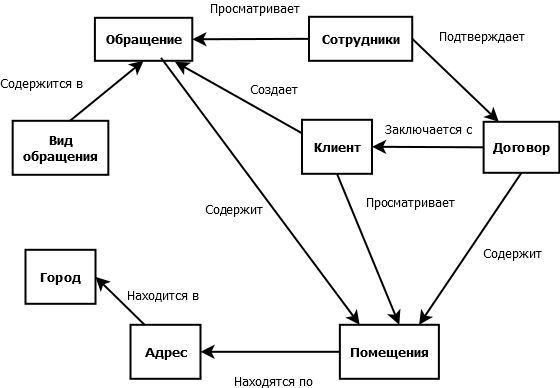 Просматривает
Обращение
Сотрудники
Подтверждает
Содержится в
Создает
Вид
обращения
Клиент
Заключается с
Договор
Содержит
Просматривает
Содержит
Город
Находится в
Адрес
Помещения
Находятся по